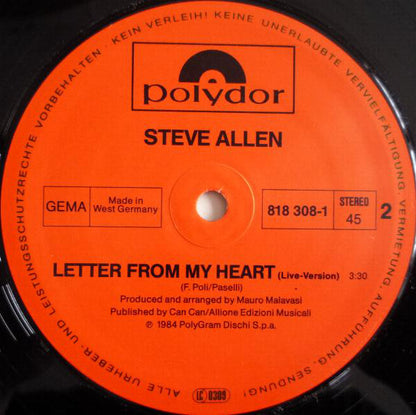 ALLE URHEBER- UND LEISTUNGSSCHUTZRECHTE VORBEHALTEN · KEIN VERLEIH! KEINE UNERLAUBTE VERVIELFÄLTIGUNG, VERMIETUNG, AUFFÜHRUNG, SENDUNG!
polydor
STEVE ALLEN
GEMA Made in West Germany
818 308-1 STEREO 45 2
LETTER FROM MY HEART (Live-Version) 3:30
(F. Poli/Paselli)
Produced and arranged by Mauro Malavasi
Published by Can Can/Allione Edizioni Musicali
℗ 1984 PolyGram Dischi S.p.a.
LC 0309